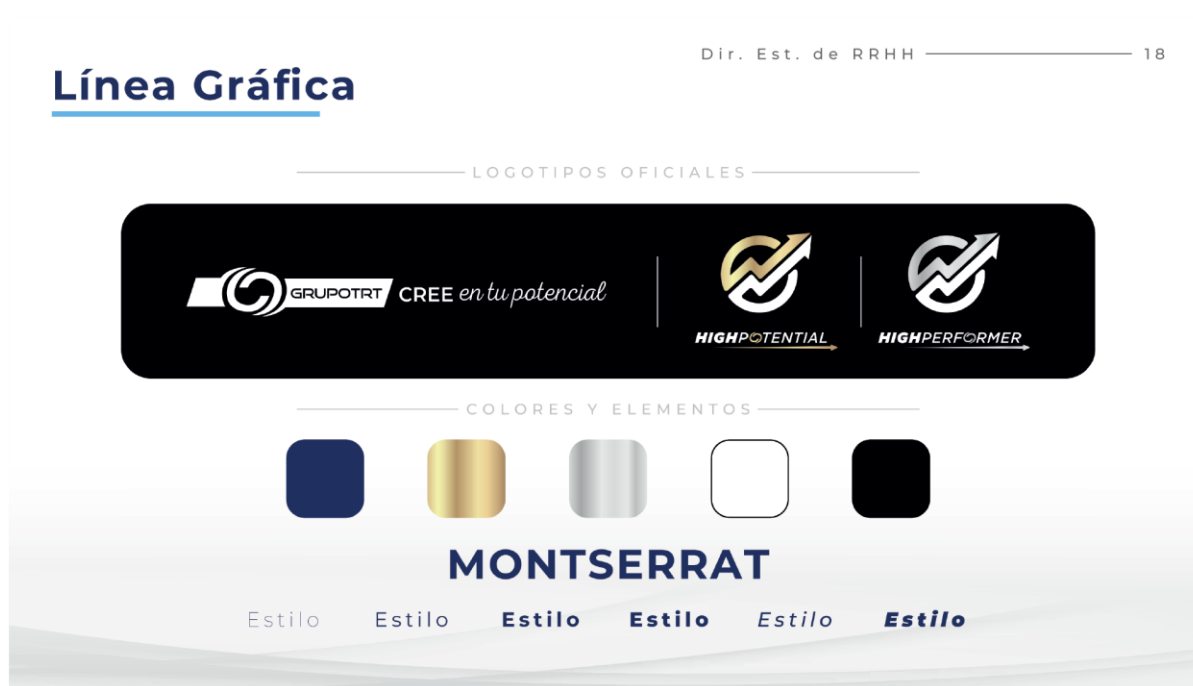 Dir. Est. de RRHH 18
Línea Gráfica
LOGOTIPOS OFICIALES
GRUPOTRT CREE en tu potencial
HIGHPOTENTIAL
HIGHPERFORMER
COLORES Y ELEMENTOS
MONTSERRAT
Estilo Estilo Estilo Estilo Estilo Estilo